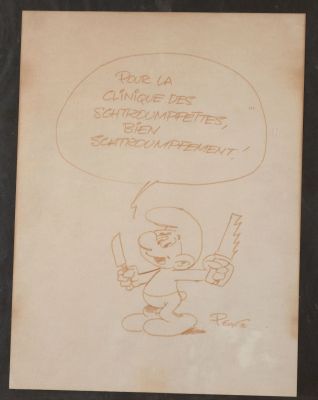 POUR LA
CLINIQUE DES
SCHTROUMPFETTES,
BIEN
SCHTROUMPFEMENT!
Peyo